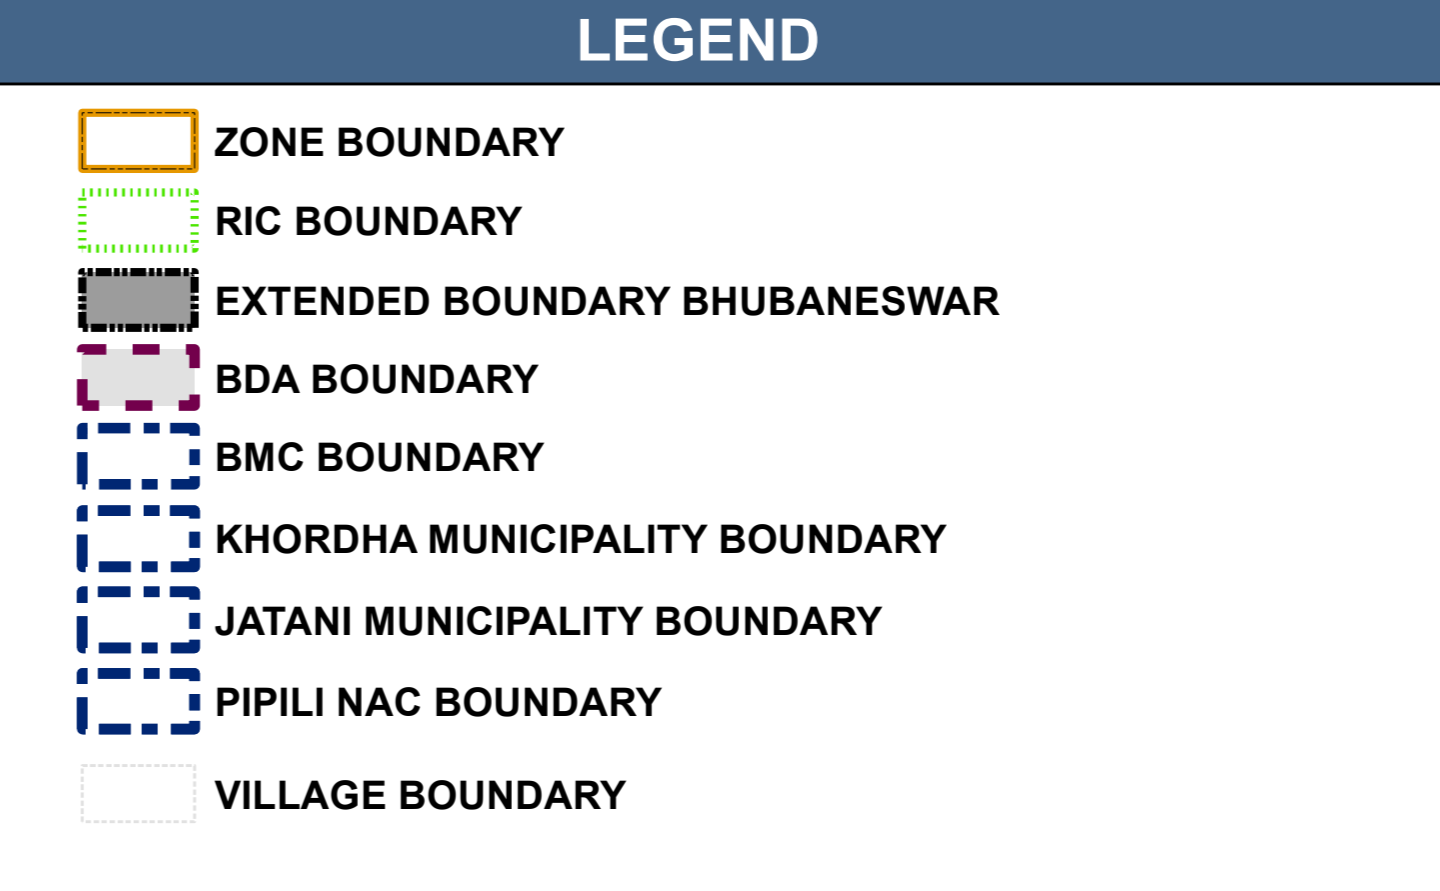 LEGEND
ZONE BOUNDARY
RIC BOUNDARY
EXTENDED BOUNDARY BHUBANESWAR
BDA BOUNDARY
BMC BOUNDARY
KHORDHA MUNICIPALITY BOUNDARY
JATANI MUNICIPALITY BOUNDARY
PIPILI NAC BOUNDARY
VILLAGE BOUNDARY